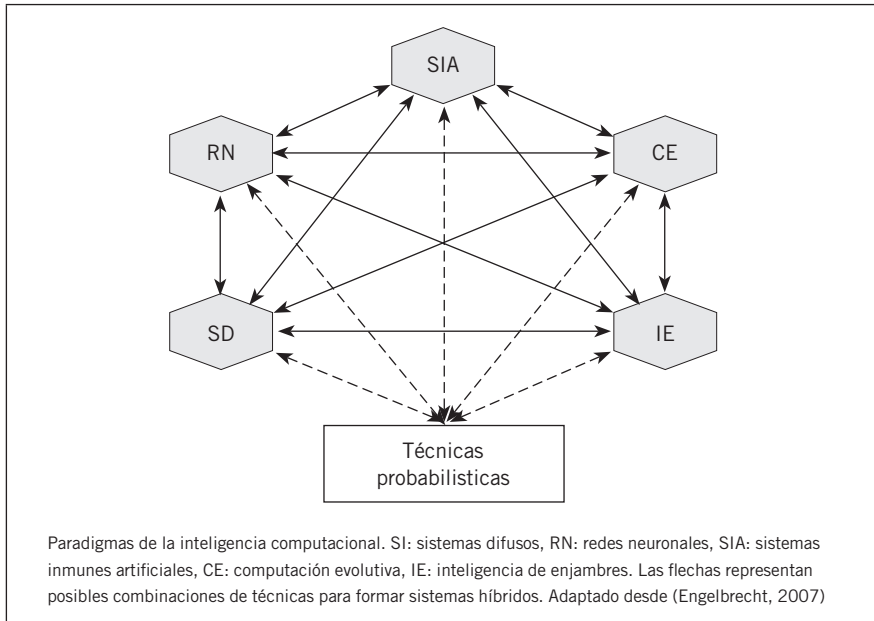 SIA
RN
CE
SD
IE
Técnicas
probabilisticas
Paradigmas de la inteligencia computacional. SI: sistemas difusos, RN: redes neuronales, SIA: sistemas
inmunes artificiales, CE: computación evolutiva, IE: inteligencia de enjambres. Las flechas representan
posibles combinaciones de técnicas para formar sistemas híbridos. Adaptado desde (Engelbrecht, 2007)